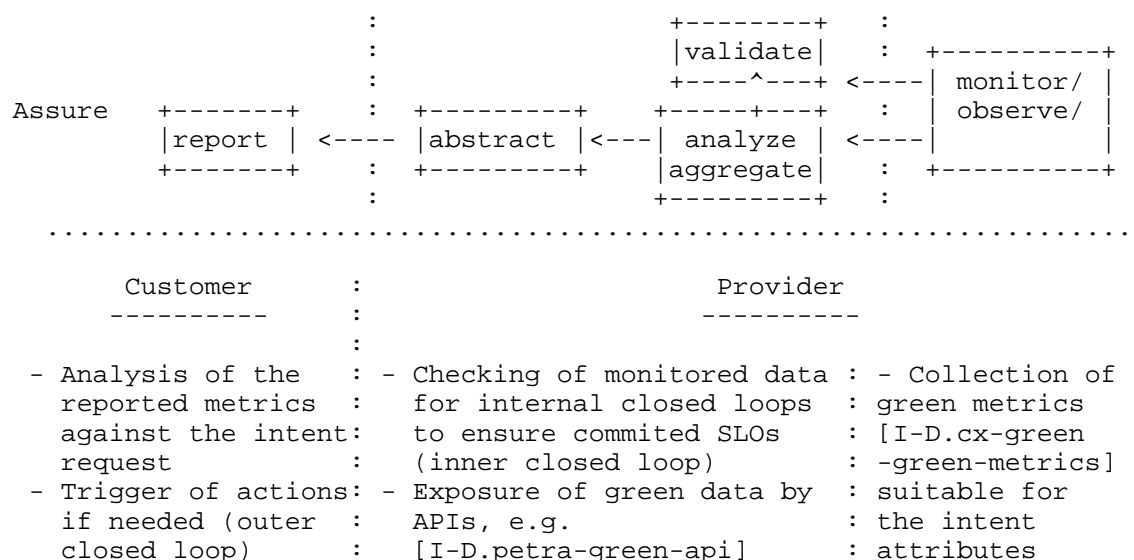 :                  +--------+   :
                      :                  |validate|   :  +----------+
                      :                  +----^---+ <----| monitor/ |
Assure   +-------+    :  +---------+    +-----+---+   :  | observe/ |
         |report | <---- |abstract |<---| analyze | <----|          |
         +-------+    :  +---------+    |aggregate|   :  +----------+
                      :                 +---------+   :
  ....................................................................

       Customer       :                      Provider
      ----------      :                     ----------
                      :
 - Analysis of the    : - Checking of monitored data : - Collection of
   reported metrics   :   for internal closed loops  : green metrics
   against the intent:   to ensure commited SLOs    : [I-D.cx-green
   request            :   (inner closed loop)        : -green-metrics]
 - Trigger of actions: - Exposure of green data by  : suitable for
   if needed (outer   :   APIs, e.g.                 : the intent
   closed loop)       :   [I-D.petra-green-api]      : attributes